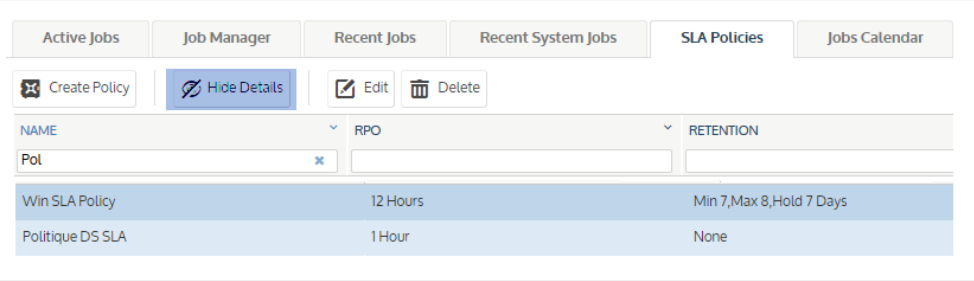 Active Jobs Job Manager Recent Jobs Recent System Jobs SLA Policies Jobs Calendar
Create Policy Hide Details Edit Delete
NAME RPO RETENTION
Pol
Win SLA Policy 12 Hours Min 7,Max 8,Hold 7 Days
Politique DS SLA 1 Hour None